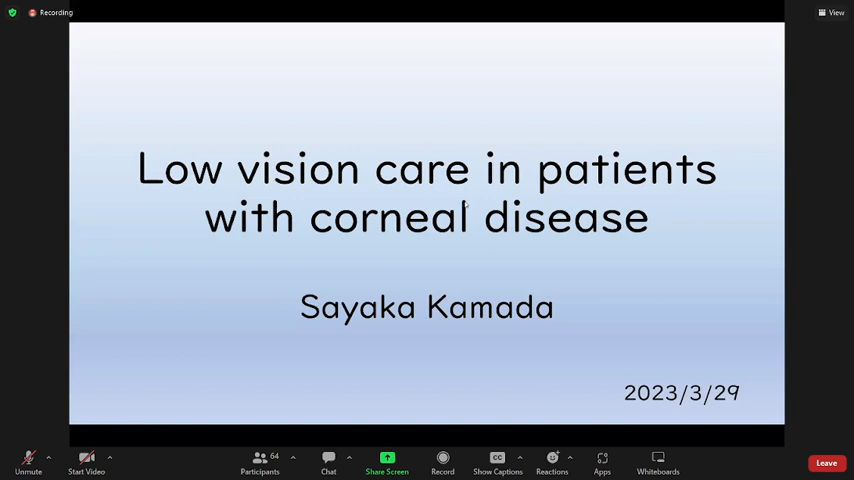 Recording
View
Low vision care in patients
with corneal disease
Sayaka Kamada
2023/3/29
Unmute
Start Video
64
Participants
Chat
Share Screen
Record
CC
Show Captions
Reactions
Apps
Whiteboards
Leave